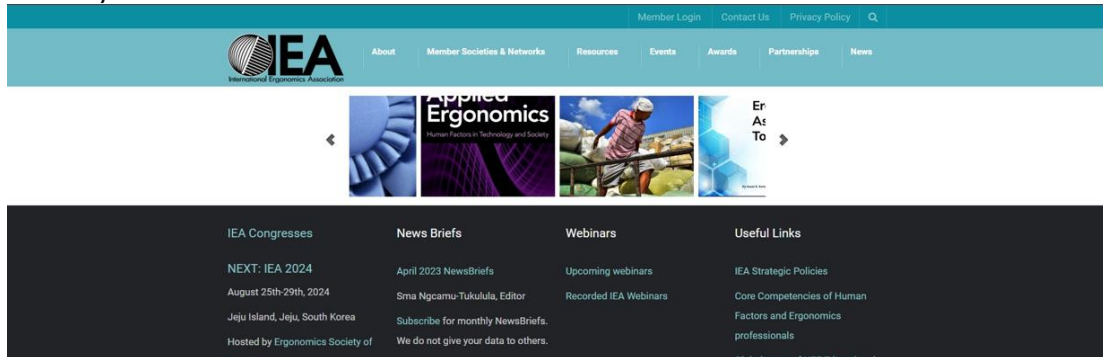 Member Login Contact Us Privacy Policy
IEA
International Ergonomics Association
About Member Societies & Networks Resources Events Awards Partnerships News
Applied
Ergonomics
Human Factors in Technology and Society
Er
As
To
IEA Congresses
NEXT: IEA 2024
August 25th-29th, 2024
Jeju Island, Jeju, South Korea
Hosted by Ergonomics Society of
News Briefs
April 2023 NewsBriefs
Sma Ngcamu-Tukulula, Editor
Subscribe for monthly NewsBriefs.
We do not give your data to others.
Webinars
Upcoming webinars
Recorded IEA Webinars
Useful Links
IEA Strategic Policies
Core Competencies of Human
Factors and Ergonomics
professionals